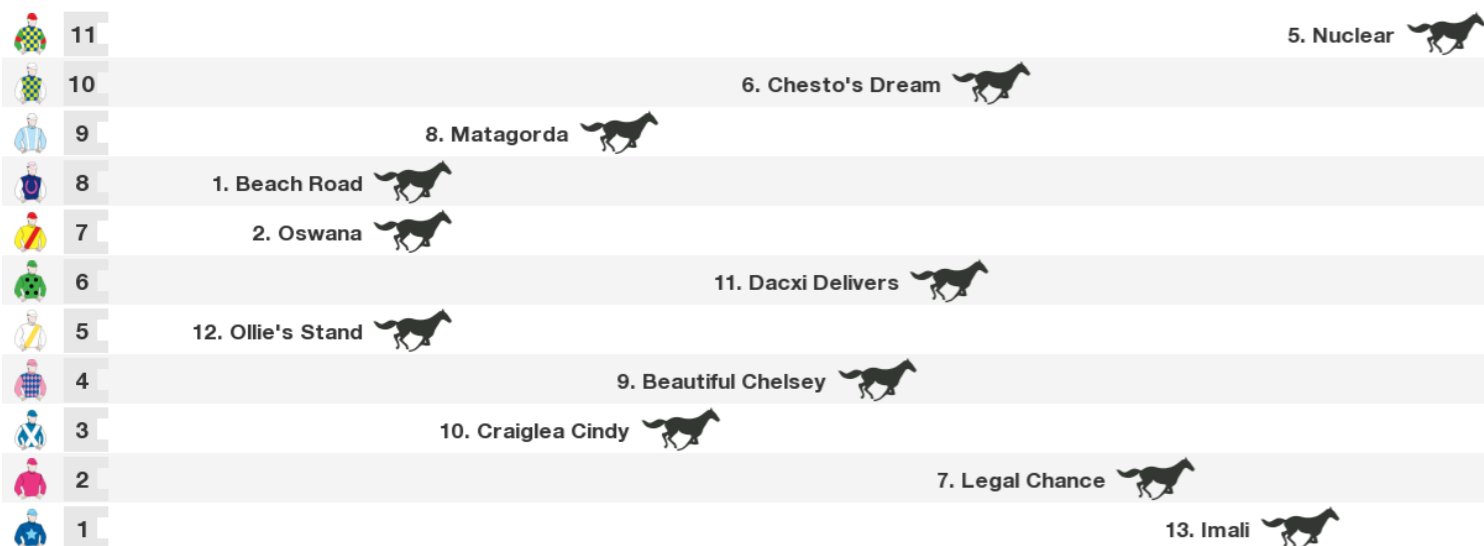 11 5. Nuclear
10 6. Chesto's Dream
9 8. Matagorda
8 1. Beach Road
7 2. Oswana
6 11. Dacxi Delivers
5 12. Ollie's Stand
4 9. Beautiful Chelsey
3 10. Craiglea Cindy
2 7. Legal Chance
1 13. Imali